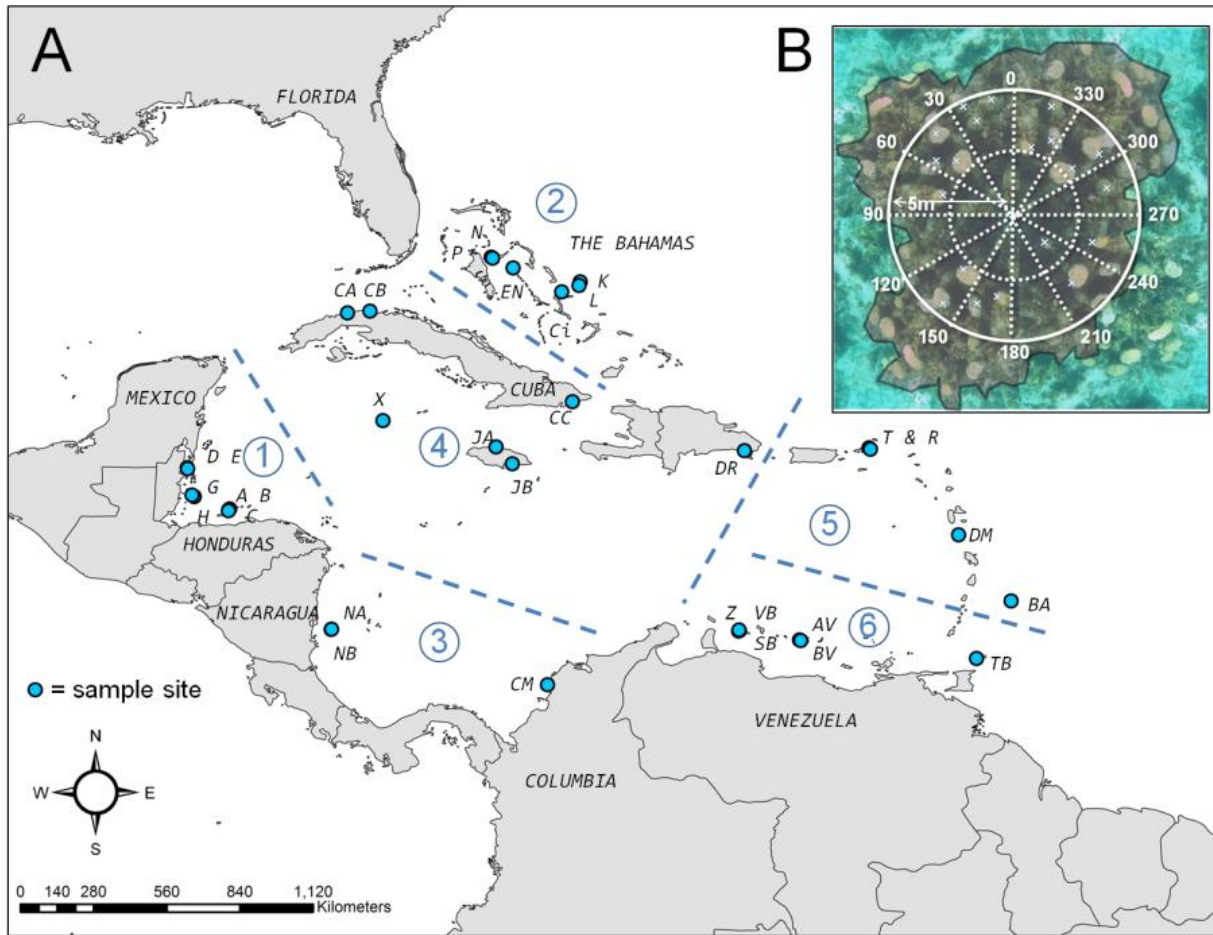 A
B
FLORIDA
2
THE BAHAMAS
N
P
EN
K
L
Ci
CA CB
CUBA
CC
MEXICO
X
1
4
JA
JB'
DR
T & R
D E
G
A B
H
C
HONDURAS
5
DM
NICARAGUA
NA
NB
3
Z VB
SB
AV
BV
6
BA
TB
CM
VENEZUELA
COLUMBIA
= sample site
N
W
E
S
0 140 280 560 840 1,120
Kilometers
0
30
330
60
300
5m
90
270
120
240
150
210
180